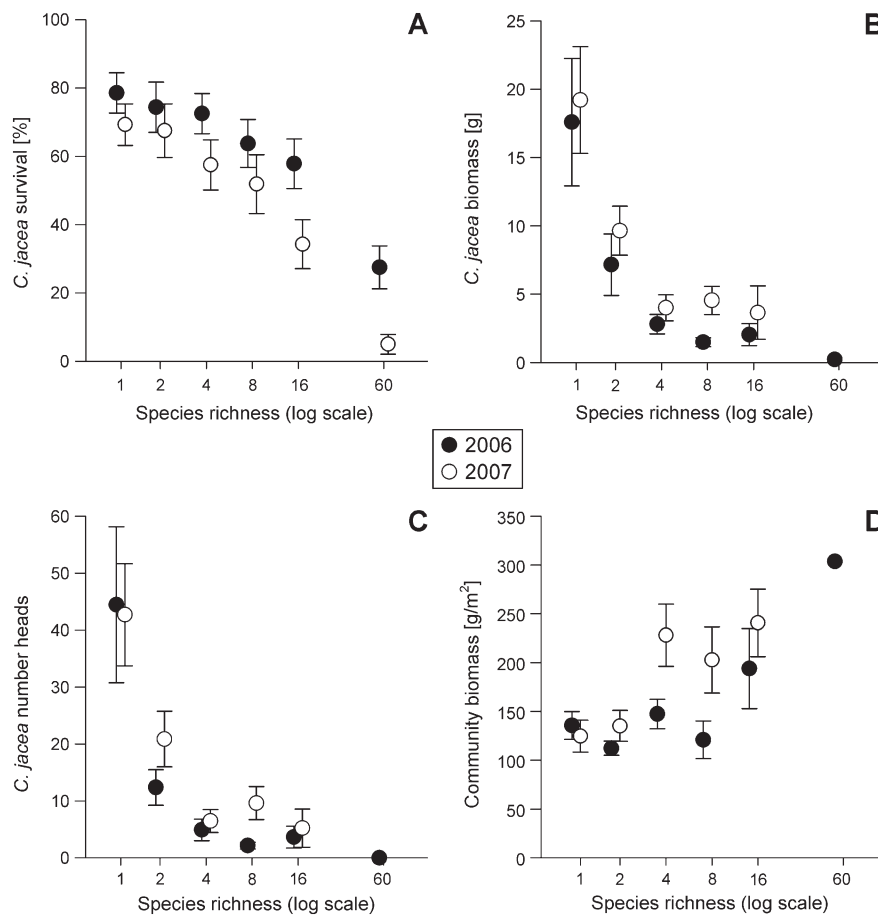 A
100
80
60
40
20
0
C. jacea survival [%]
1 2 4 8 16 60
Species richness (log scale)
B
25
20
15
10
5
0
C. jacea biomass [g]
1 2 4 8 16 60
Species richness (log scale)
2006
2007
C
60
50
40
30
20
10
0
C. jacea number heads
1 2 4 8 16 60
Species richness (log scale)
D
350
300
250
200
150
100
50
0
Community biomass [g/m²]
1 2 4 8 16 60
Species richness (log scale)